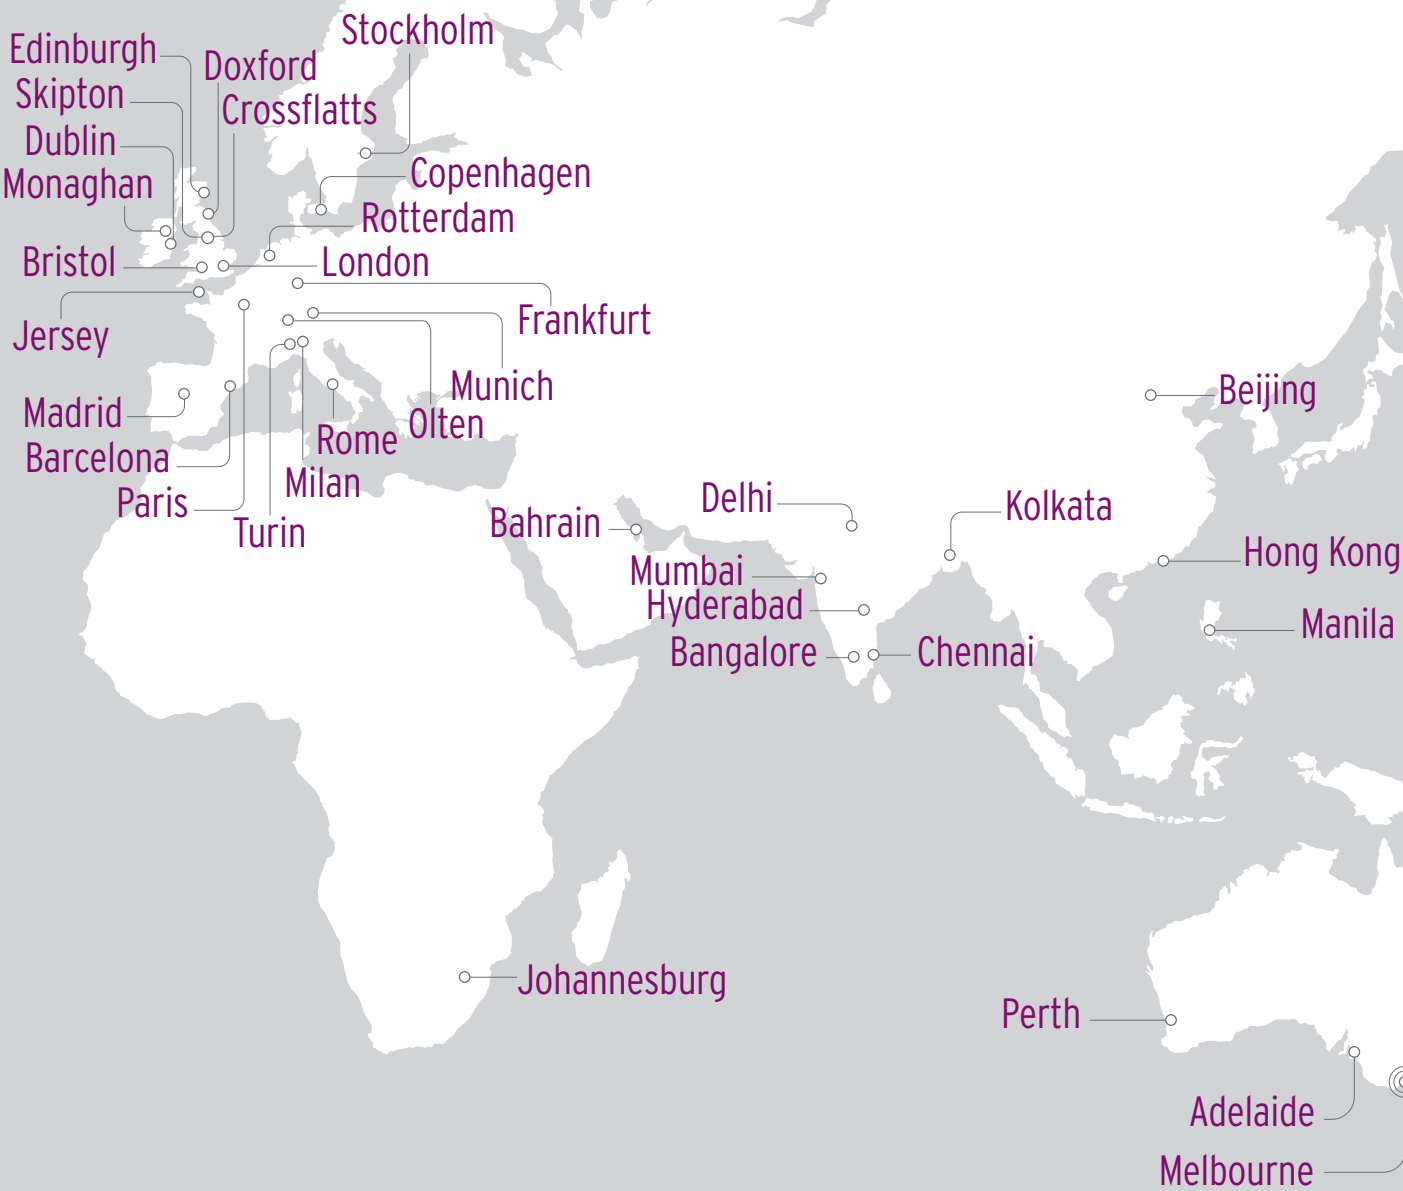 Stockholm
Edinburgh
Doxford
Skipton
Crossflatts
Dublin
Copenhagen
Monaghan
Rotterdam
Bristol
London
Frankfurt
Jersey
Munich
Beijing
Madrid
Olten
Rome
Barcelona
Milan
Paris
Turin
Delhi
Kolkata
Bahrain
Hong Kong
Mumbai
Hyderabad
Manila
Bangalore
Chennai
Johannesburg
Perth
Adelaide
Melbourne